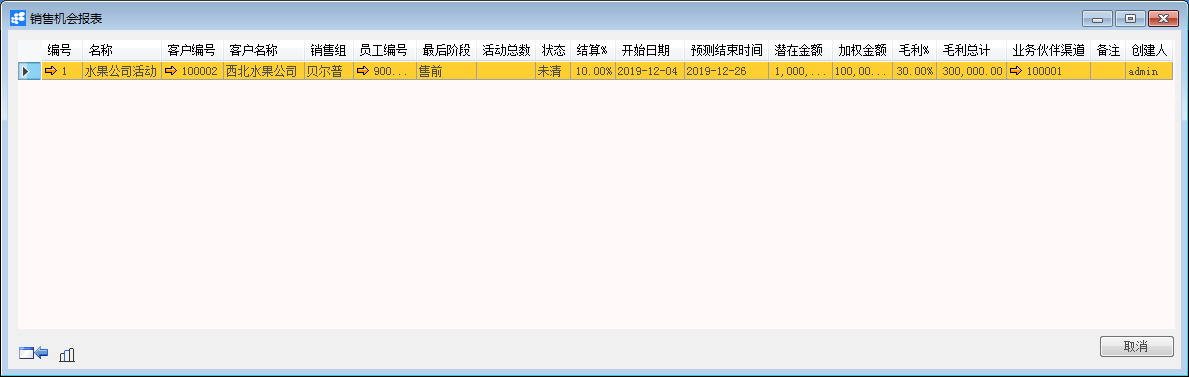 销售机会报表
编号 名称 客户编号 客户名称 销售组 员工编号 最后阶段 活动总数 状态 结算% 开始日期 预测结束时间 潜在金额 加权金额 毛利% 毛利总计 业务伙伴渠道 备注 创建人
1 水果公司活动 100002 西北水果公司 贝尔普 900... 售前 未清 10.00% 2019-12-04 2019-12-26 1,000,... 100,00... 30.00% 300,000.00 100001 admin
取消